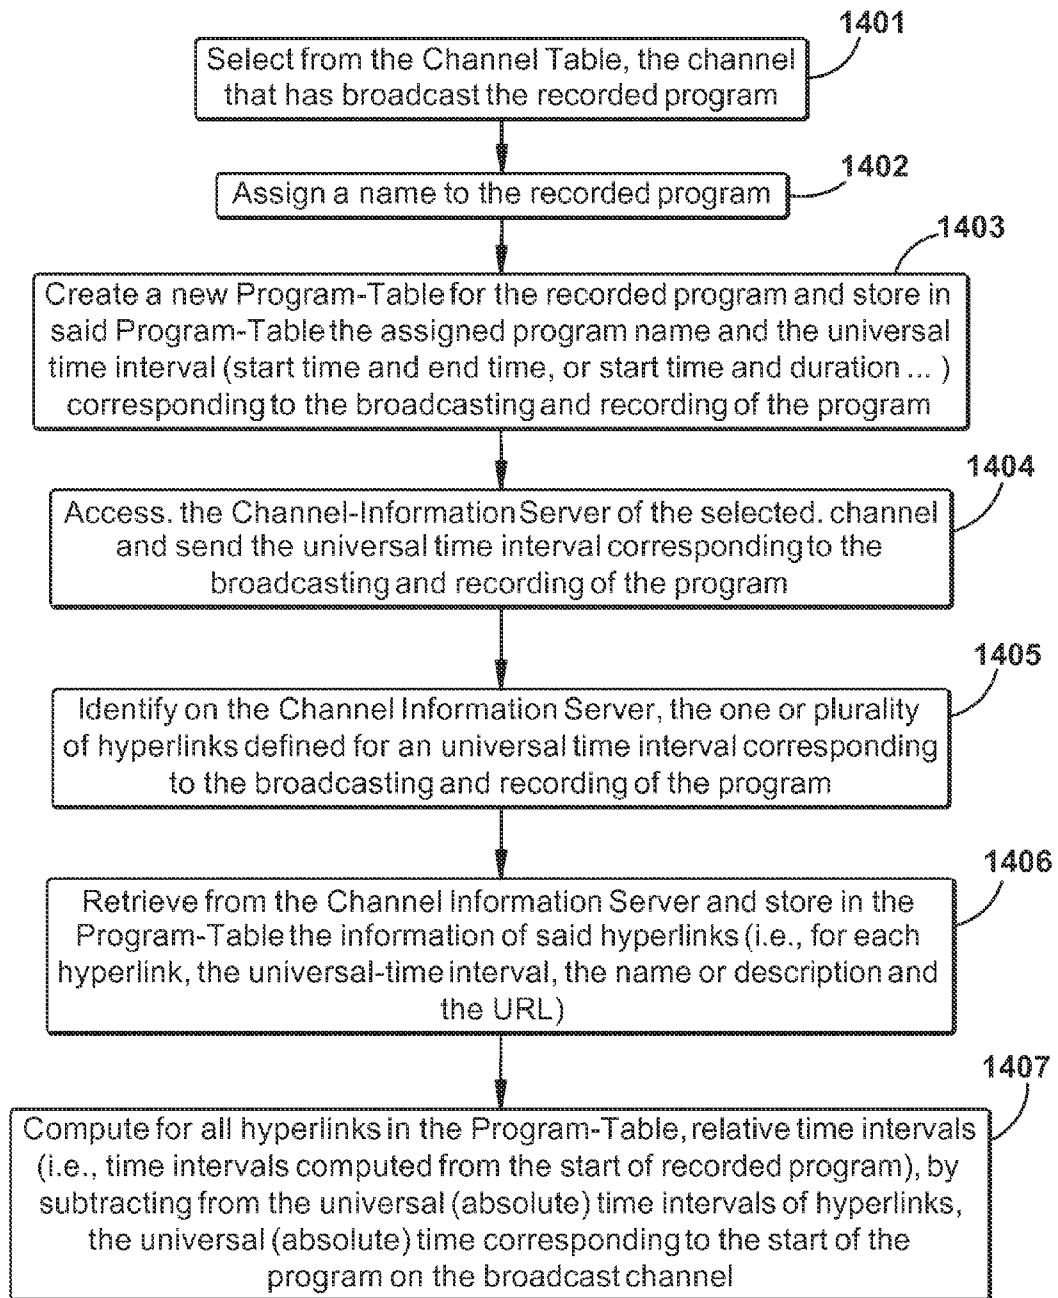 1401
Select from the Channel Table, the channel
that has broadcast the recorded program
1402
Assign a name to the recorded program
1403
Create a new Program-Table for the recorded program and store in
said Program-Table the assigned program name and the universal
time interval (start time and end time, or start time and duration ... )
corresponding to the broadcasting and recording of the program
1404
Access. the Channel-Information Server of the selected. channel
and send the universal time interval corresponding to the
broadcasting and recording of the program
1405
Identify on the Channel Information Server, the one or plurality
of hyperlinks defined for an universal time interval corresponding
to the broadcasting and recording of the program
1406
Retrieve from the Channel Information Server and store in the
Program-Table the information of said hyperlinks (i.e., for each
hyperlink, the universal-time interval, the name or description and
the URL)
1407
Compute for all hyperlinks in the Program-Table, relative time intervals
(i.e., time intervals computed from the start of recorded program), by
subtracting from the universal (absolute) time intervals of hyperlinks,
the universal (absolute) time corresponding to the start of the
program on the broadcast channel